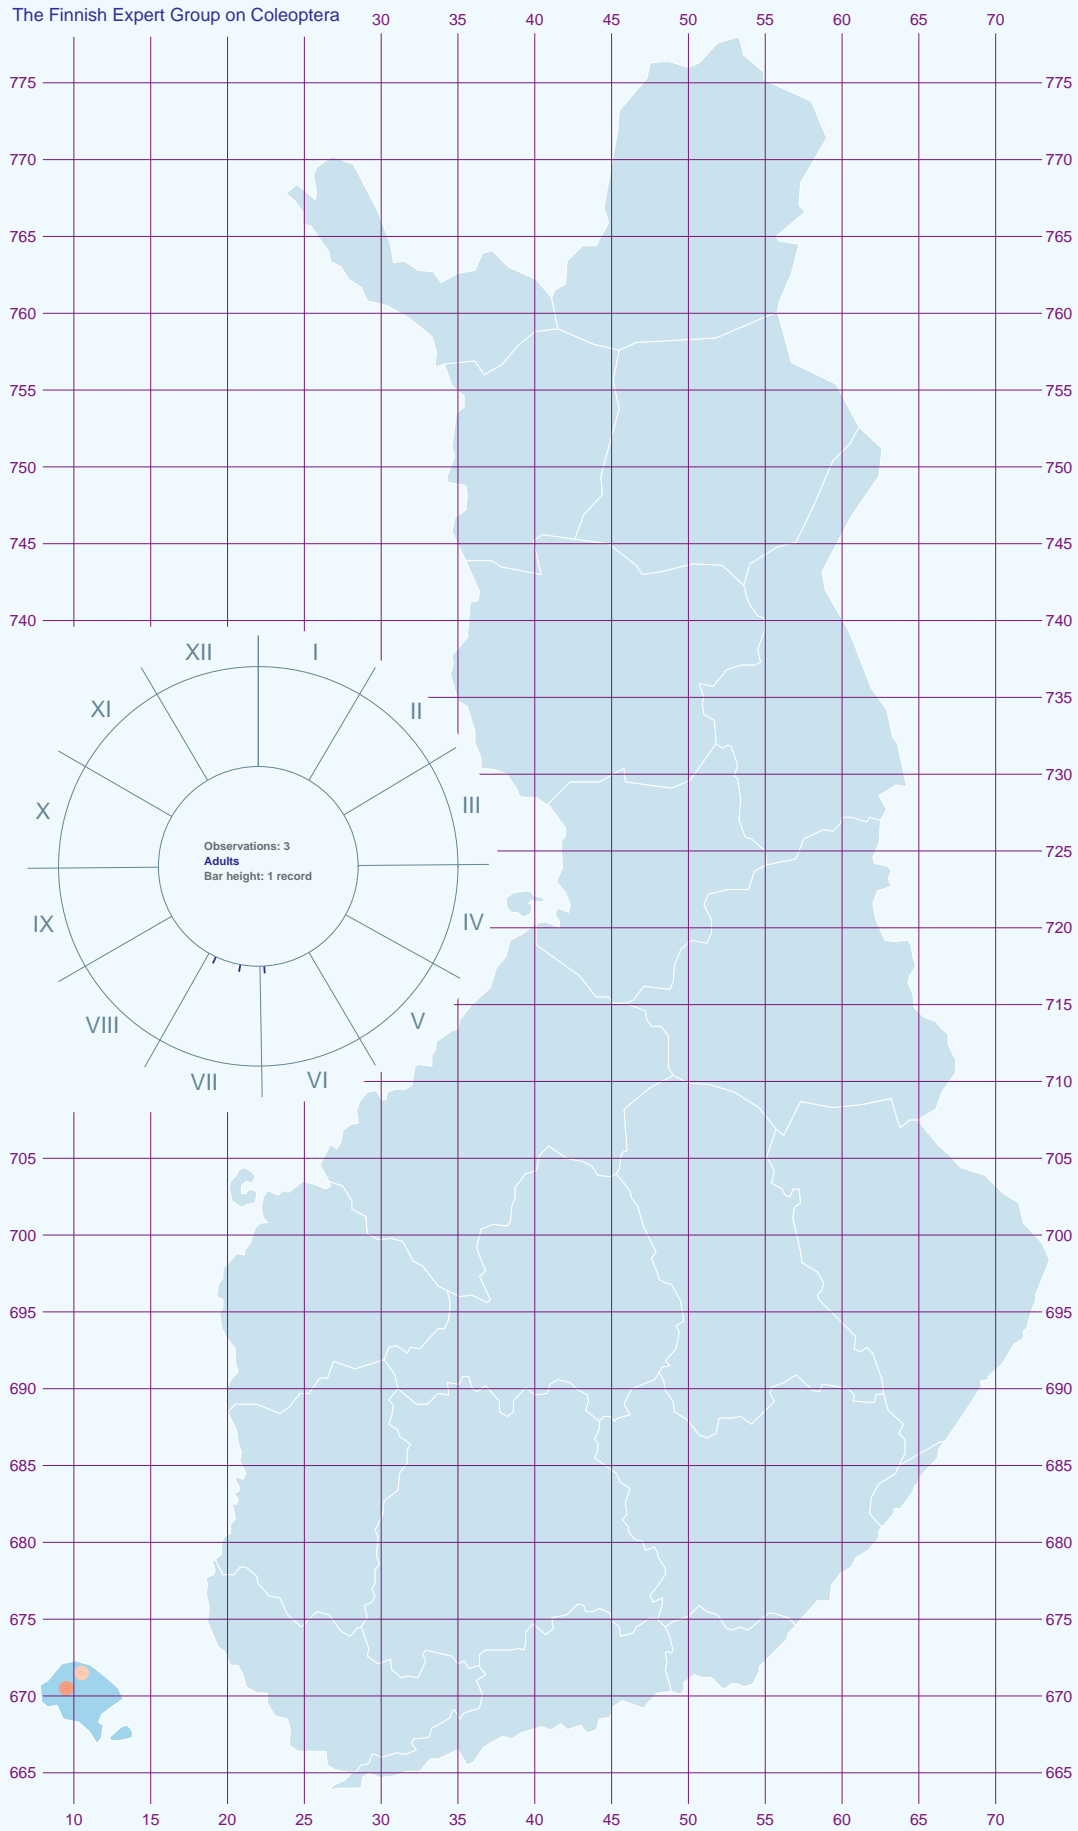 The Finnish Expert Group on Coleoptera 30 35 40 45 50 55 60 65 70
775 775
770 770
765 765
760 760
755 755
750 750
745 745
740 740
XII I
XI II
735
730
X III
725
Observations: 3
Adults
Bar height: 1 record
IX IV
720
715
VIII V
VII VI
710
705 705
700 700
695 695
690 690
685 685
680 680
675 675
670 670
665 665
10 15 20 25 30 35 40 45 50 55 60 65 70